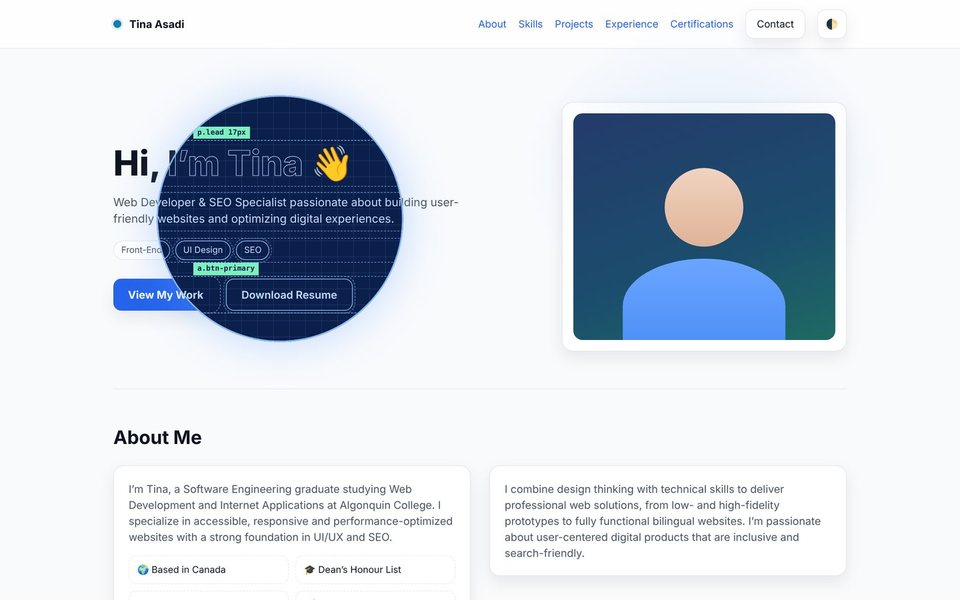 Tina Asadi
About Skills Projects Experience Certifications Contact
p.lead 17px
Hi, I’m Tina 👋
Web Developer & SEO Specialist passionate about building user-
friendly websites and optimizing digital experiences.
Front-End UI Design SEO
a.btn-primary
View My Work Download Resume
About Me
I’m Tina, a Software Engineering graduate studying Web
Development and Internet Applications at Algonquin College. I
specialize in accessible, responsive and performance-optimized
websites with a strong foundation in UI/UX and SEO.
🌍 Based in Canada 🎓 Dean’s Honour List
I combine design thinking with technical skills to deliver
professional web solutions, from low- and high-fidelity
prototypes to fully functional bilingual websites. I’m passionate
about user-centered digital products that are inclusive and
search-friendly.